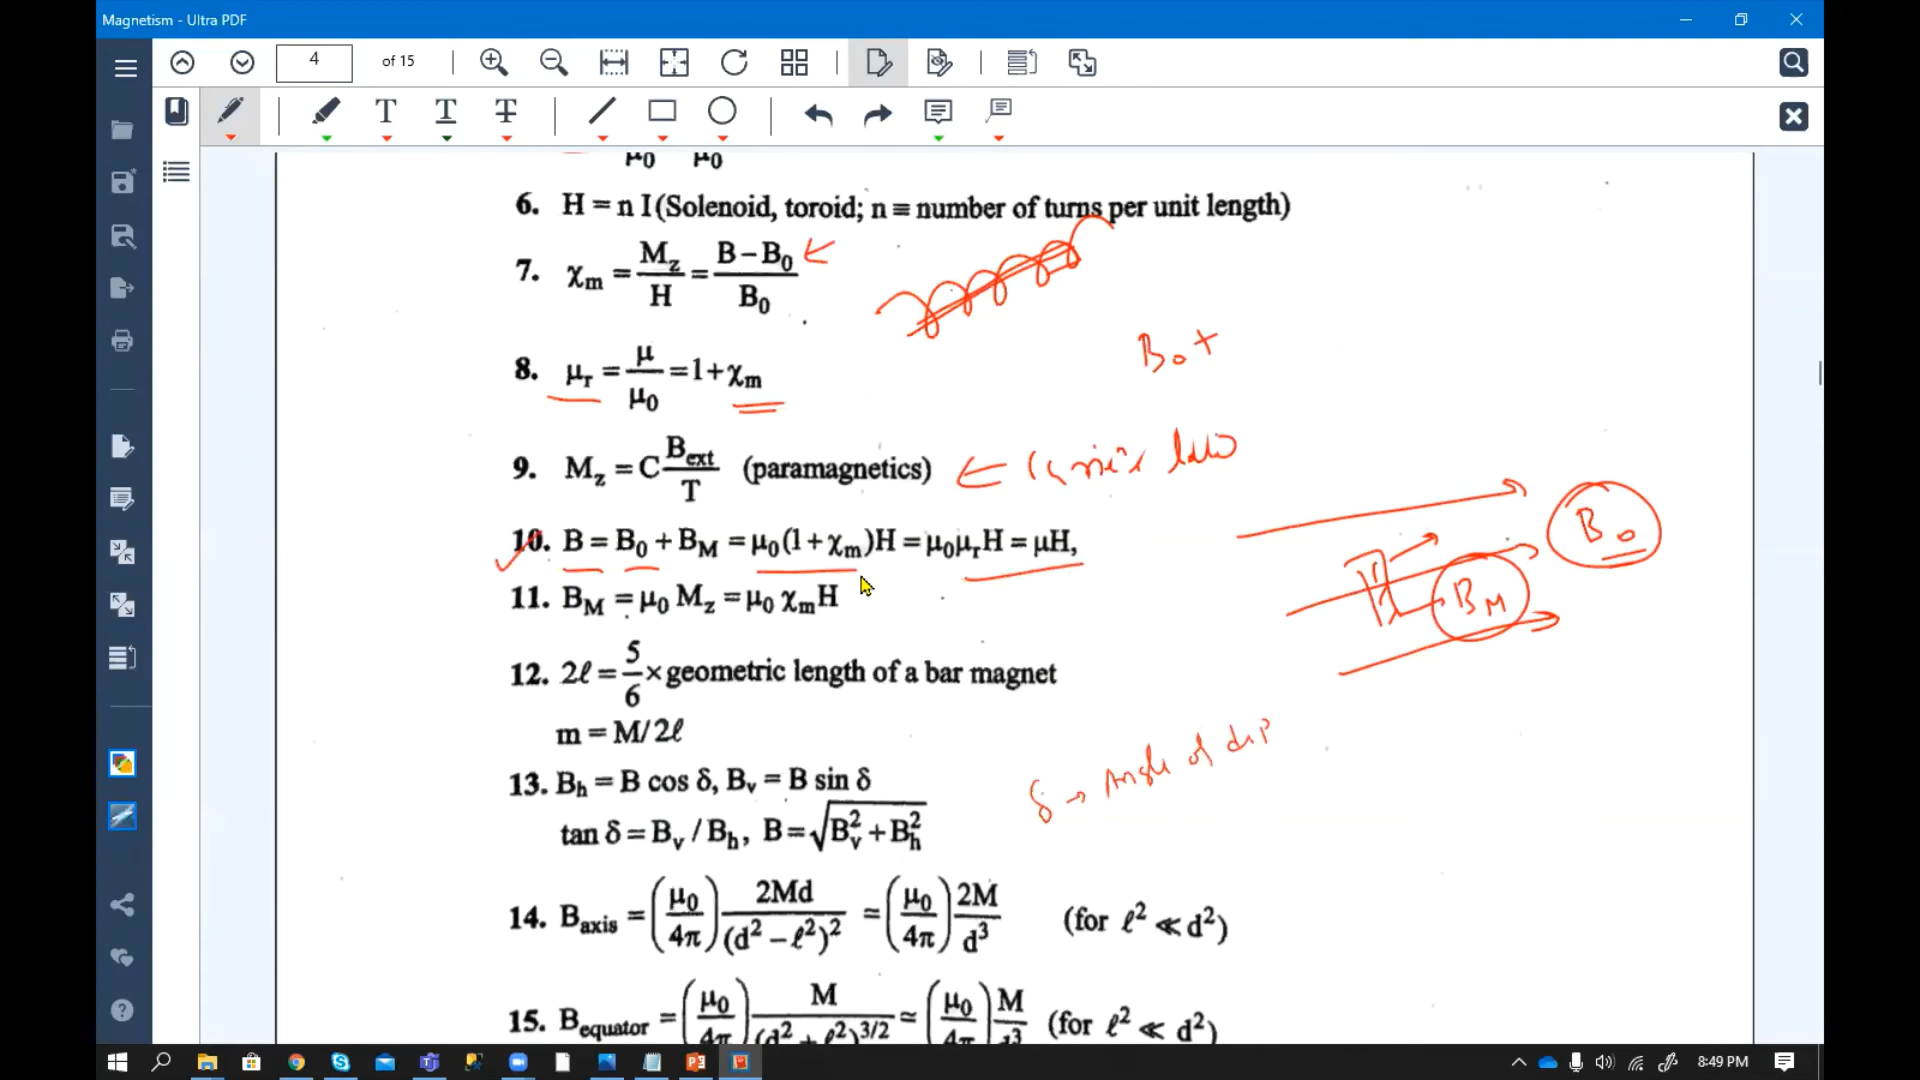 Magnetism - Ultra PDF
4 of 15
μ0 μ0
6. H = n I (Solenoid, toroid; n ≡ number of turns per unit length)
7. χm = Mz/H = (B − B0)/B0 ←
B0 +
8. μr = μ/μ0 = 1 + χm
9. Mz = C Bext/T (paramagnetics) ← law
10. B = B0 + BM = μ0(1 + χm)H = μ0μrH = μH,
B0
BM
11. BM = μ0 Mz = μ0 χmH
12. 2ℓ = 5/6 × geometric length of a bar magnet
m = M/2ℓ
13. Bh = B cos δ, Bv = B sin δ
δ → Angle of dip
tan δ = Bv / Bh, B = √(Bv² + Bh²)
14. Baxis = (μ0/4π) 2Md/(d² − ℓ²)² ≃ (μ0/4π) 2M/d³ (for ℓ² ≪ d²)
15. Bequator = (μ0/4π) M/(d² + ℓ²)3/2 ≃ (μ0/4π) M/d³ (for ℓ² ≪ d²)
8:49 PM